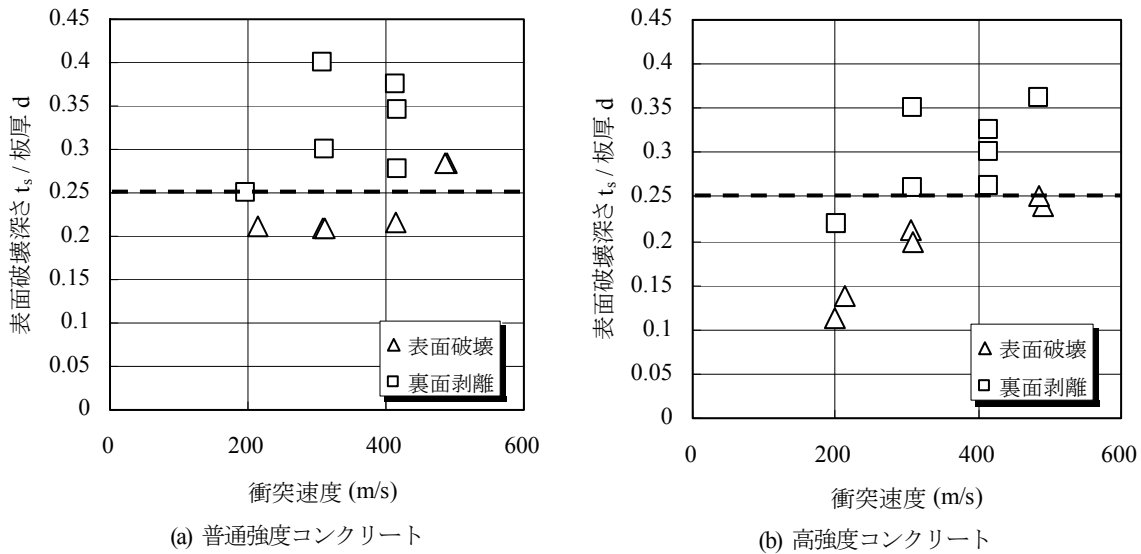 0.45
0.4
0.35
0.3
0.25
0.2
0.15
0.1
0.05
0
表面破壊深さ ts / 板厚 d
0 200 400 600
衝突速度 (m/s)
△ 表面破壊
□ 裏面剥離
(a) 普通強度コンクリート
0.45
0.4
0.35
0.3
0.25
0.2
0.15
0.1
0.05
0
表面破壊深さ ts / 板厚 d
0 200 400 600
衝突速度 (m/s)
△ 表面破壊
□ 裏面剥離
(b) 高強度コンクリート